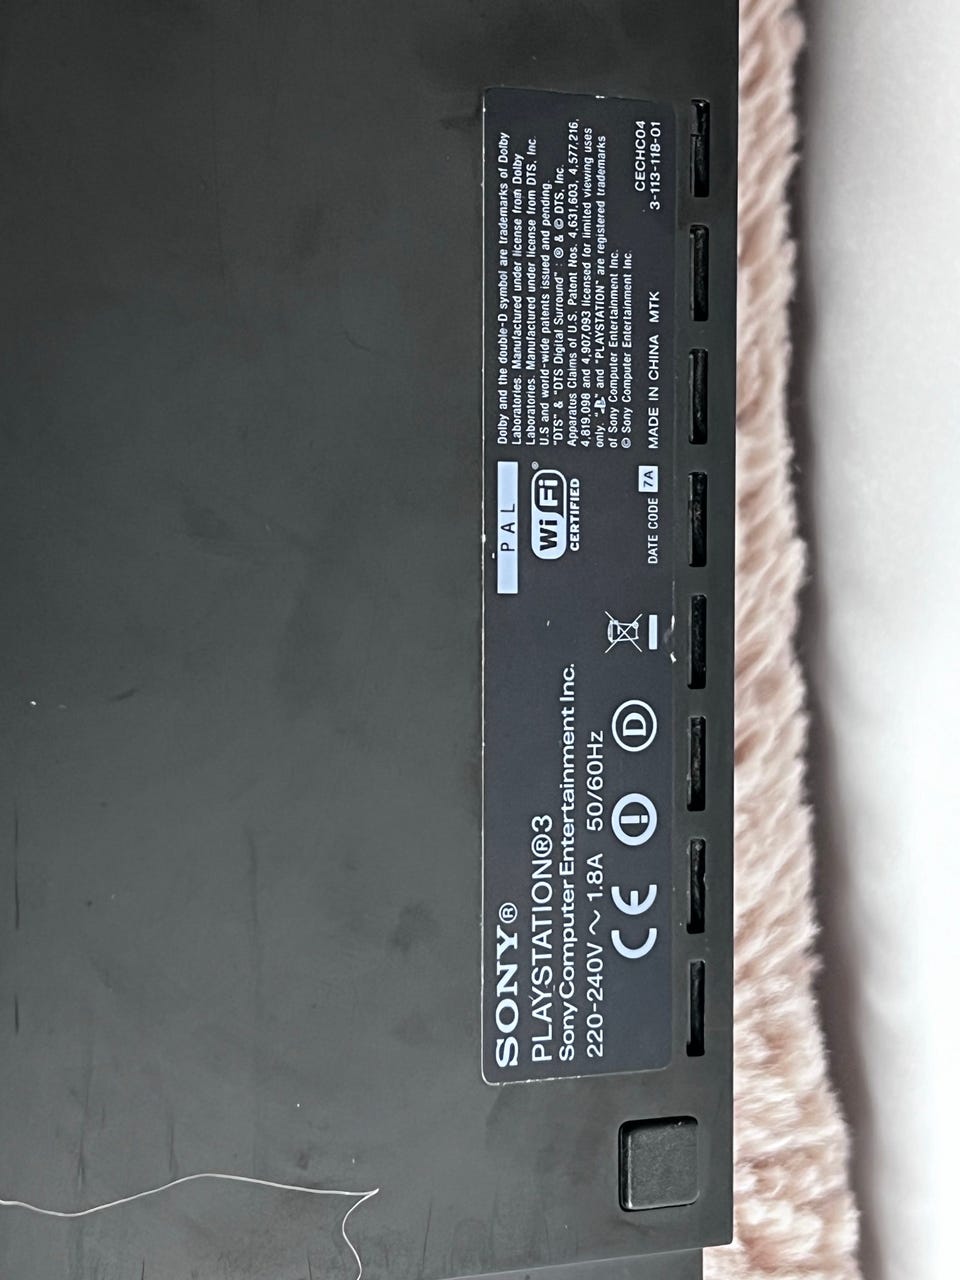 SONY®
PLAYSTATION®3
Sony Computer Entertainment Inc.
220-240V ~ 1.8A 50/60Hz
CE
D
PAL
Wi Fi®
CERTIFIED
DATE CODE 7A
Dolby and the double-D symbol are trademarks of Dolby
Laboratories. Manufactured under license from Dolby
Laboratories. Manufactured under license from DTS, Inc.
U.S and world-wide patents issued and pending.
"DTS" & "DTS Digital Surround" : ® & © DTS, Inc.
Apparatus Claims of U.S. Patent Nos. 4,631,603, 4,577,216,
4,819,098 and 4,907,093 licensed for limited viewing uses
only. " " and "PLAYSTATION" are registered trademarks
of Sony Computer Entertainment Inc.
© Sony Computer Entertainment Inc.
MADE IN CHINA MTK
CECHC04
3-113-118-01